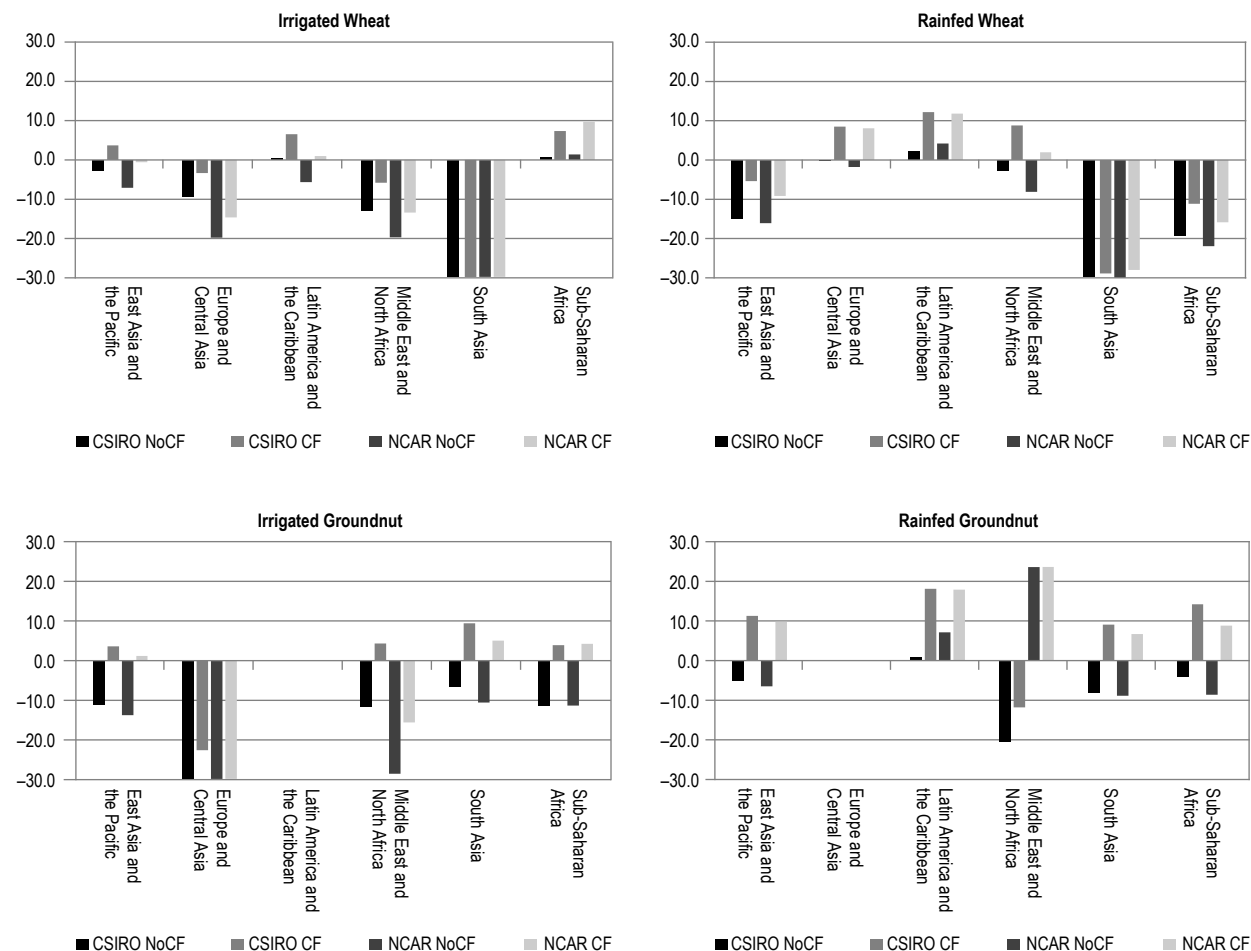 Irrigated Wheat
30.0
20.0
10.0
0.0
–10.0
–20.0
–30.0
East Asia and
the Pacific
Europe and
Central Asia
Latin America and
the Caribbean
Middle East and
North Africa
South Asia
Sub-Saharan
Africa
CSIRO NoCF CSIRO CF NCAR NoCF NCAR CF
Rainfed Wheat
30.0
20.0
10.0
0.0
–10.0
–20.0
–30.0
East Asia and
the Pacific
Europe and
Central Asia
Latin America and
the Caribbean
Middle East and
North Africa
South Asia
Sub-Saharan
Africa
CSIRO NoCF CSIRO CF NCAR NoCF NCAR CF
Irrigated Groundnut
30.0
20.0
10.0
0.0
–10.0
–20.0
–30.0
East Asia and
the Pacific
Europe and
Central Asia
Latin America and
the Caribbean
Middle East and
North Africa
South Asia
Sub-Saharan
Africa
CSIRO NoCF CSIRO CF NCAR NoCF NCAR CF
Rainfed Groundnut
30.0
20.0
10.0
0.0
–10.0
–20.0
–30.0
East Asia and
the Pacific
Europe and
Central Asia
Latin America and
the Caribbean
Middle East and
North Africa
South Asia
Sub-Saharan
Africa
CSIRO NoCF CSIRO CF NCAR NoCF NCAR CF